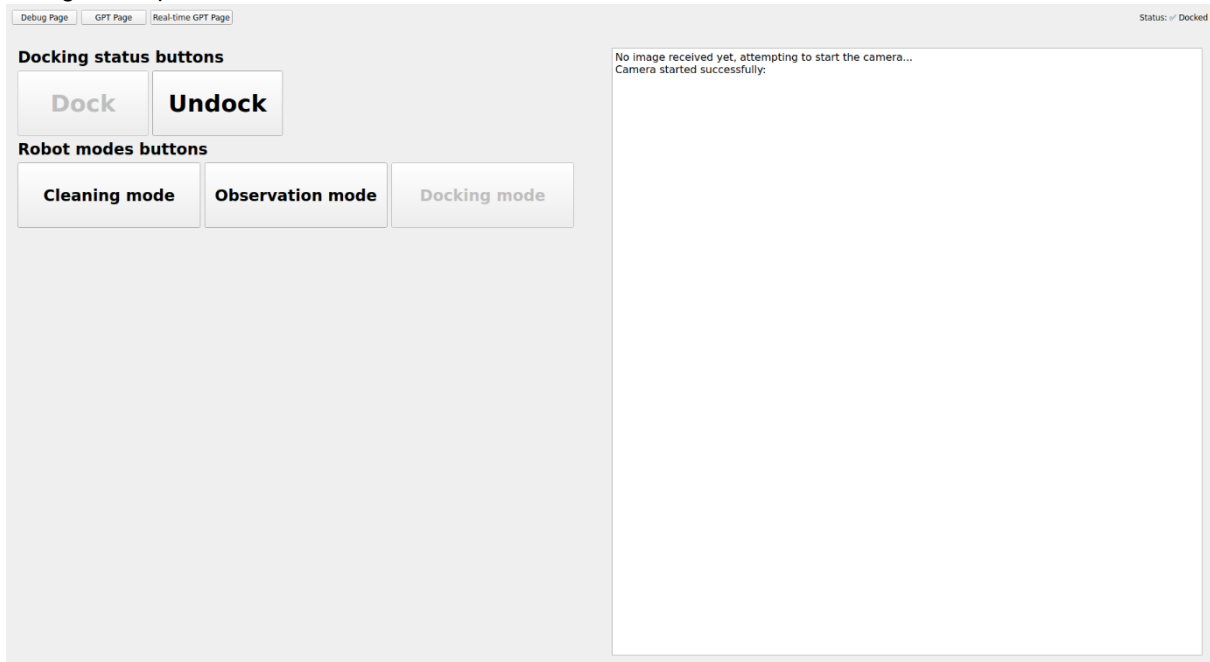 Debug Page GPT Page Real-time GPT Page Status: ✅ Docked
Docking status buttons
Dock Undock
Robot modes buttons
Cleaning mode Observation mode Docking mode
No image received yet, attempting to start the camera...
Camera started successfully: